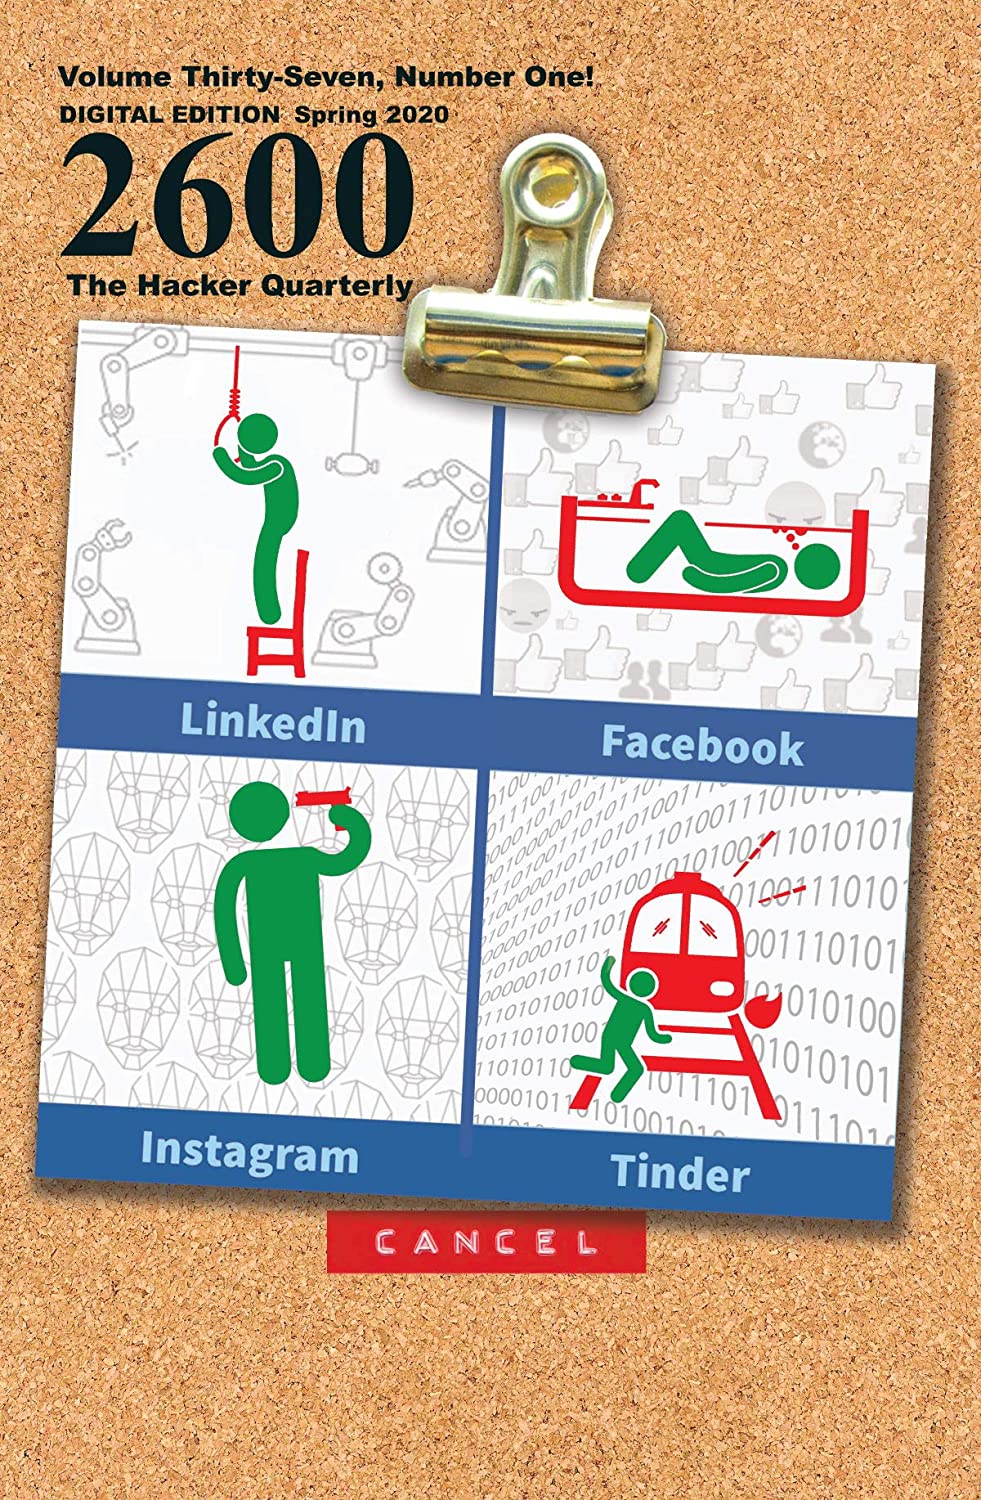 Volume Thirty-Seven, Number One!
DIGITAL EDITION Spring 2020
2600
The Hacker Quarterly
LinkedIn
Facebook
Instagram
Tinder
CANCEL